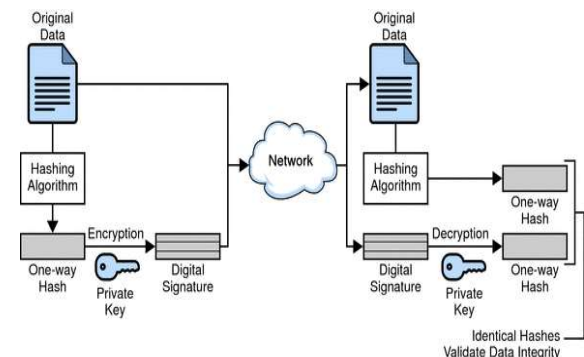 Original
Data
Hashing
Algorithm
One-way
Hash
Encryption
Private
Key
Digital
Signature
Network
Original
Data
Hashing
Algorithm
One-way
Hash
Digital
Signature
Decryption
Private
Key
One-way
Hash
Identical Hashes
Validate Data Integrity